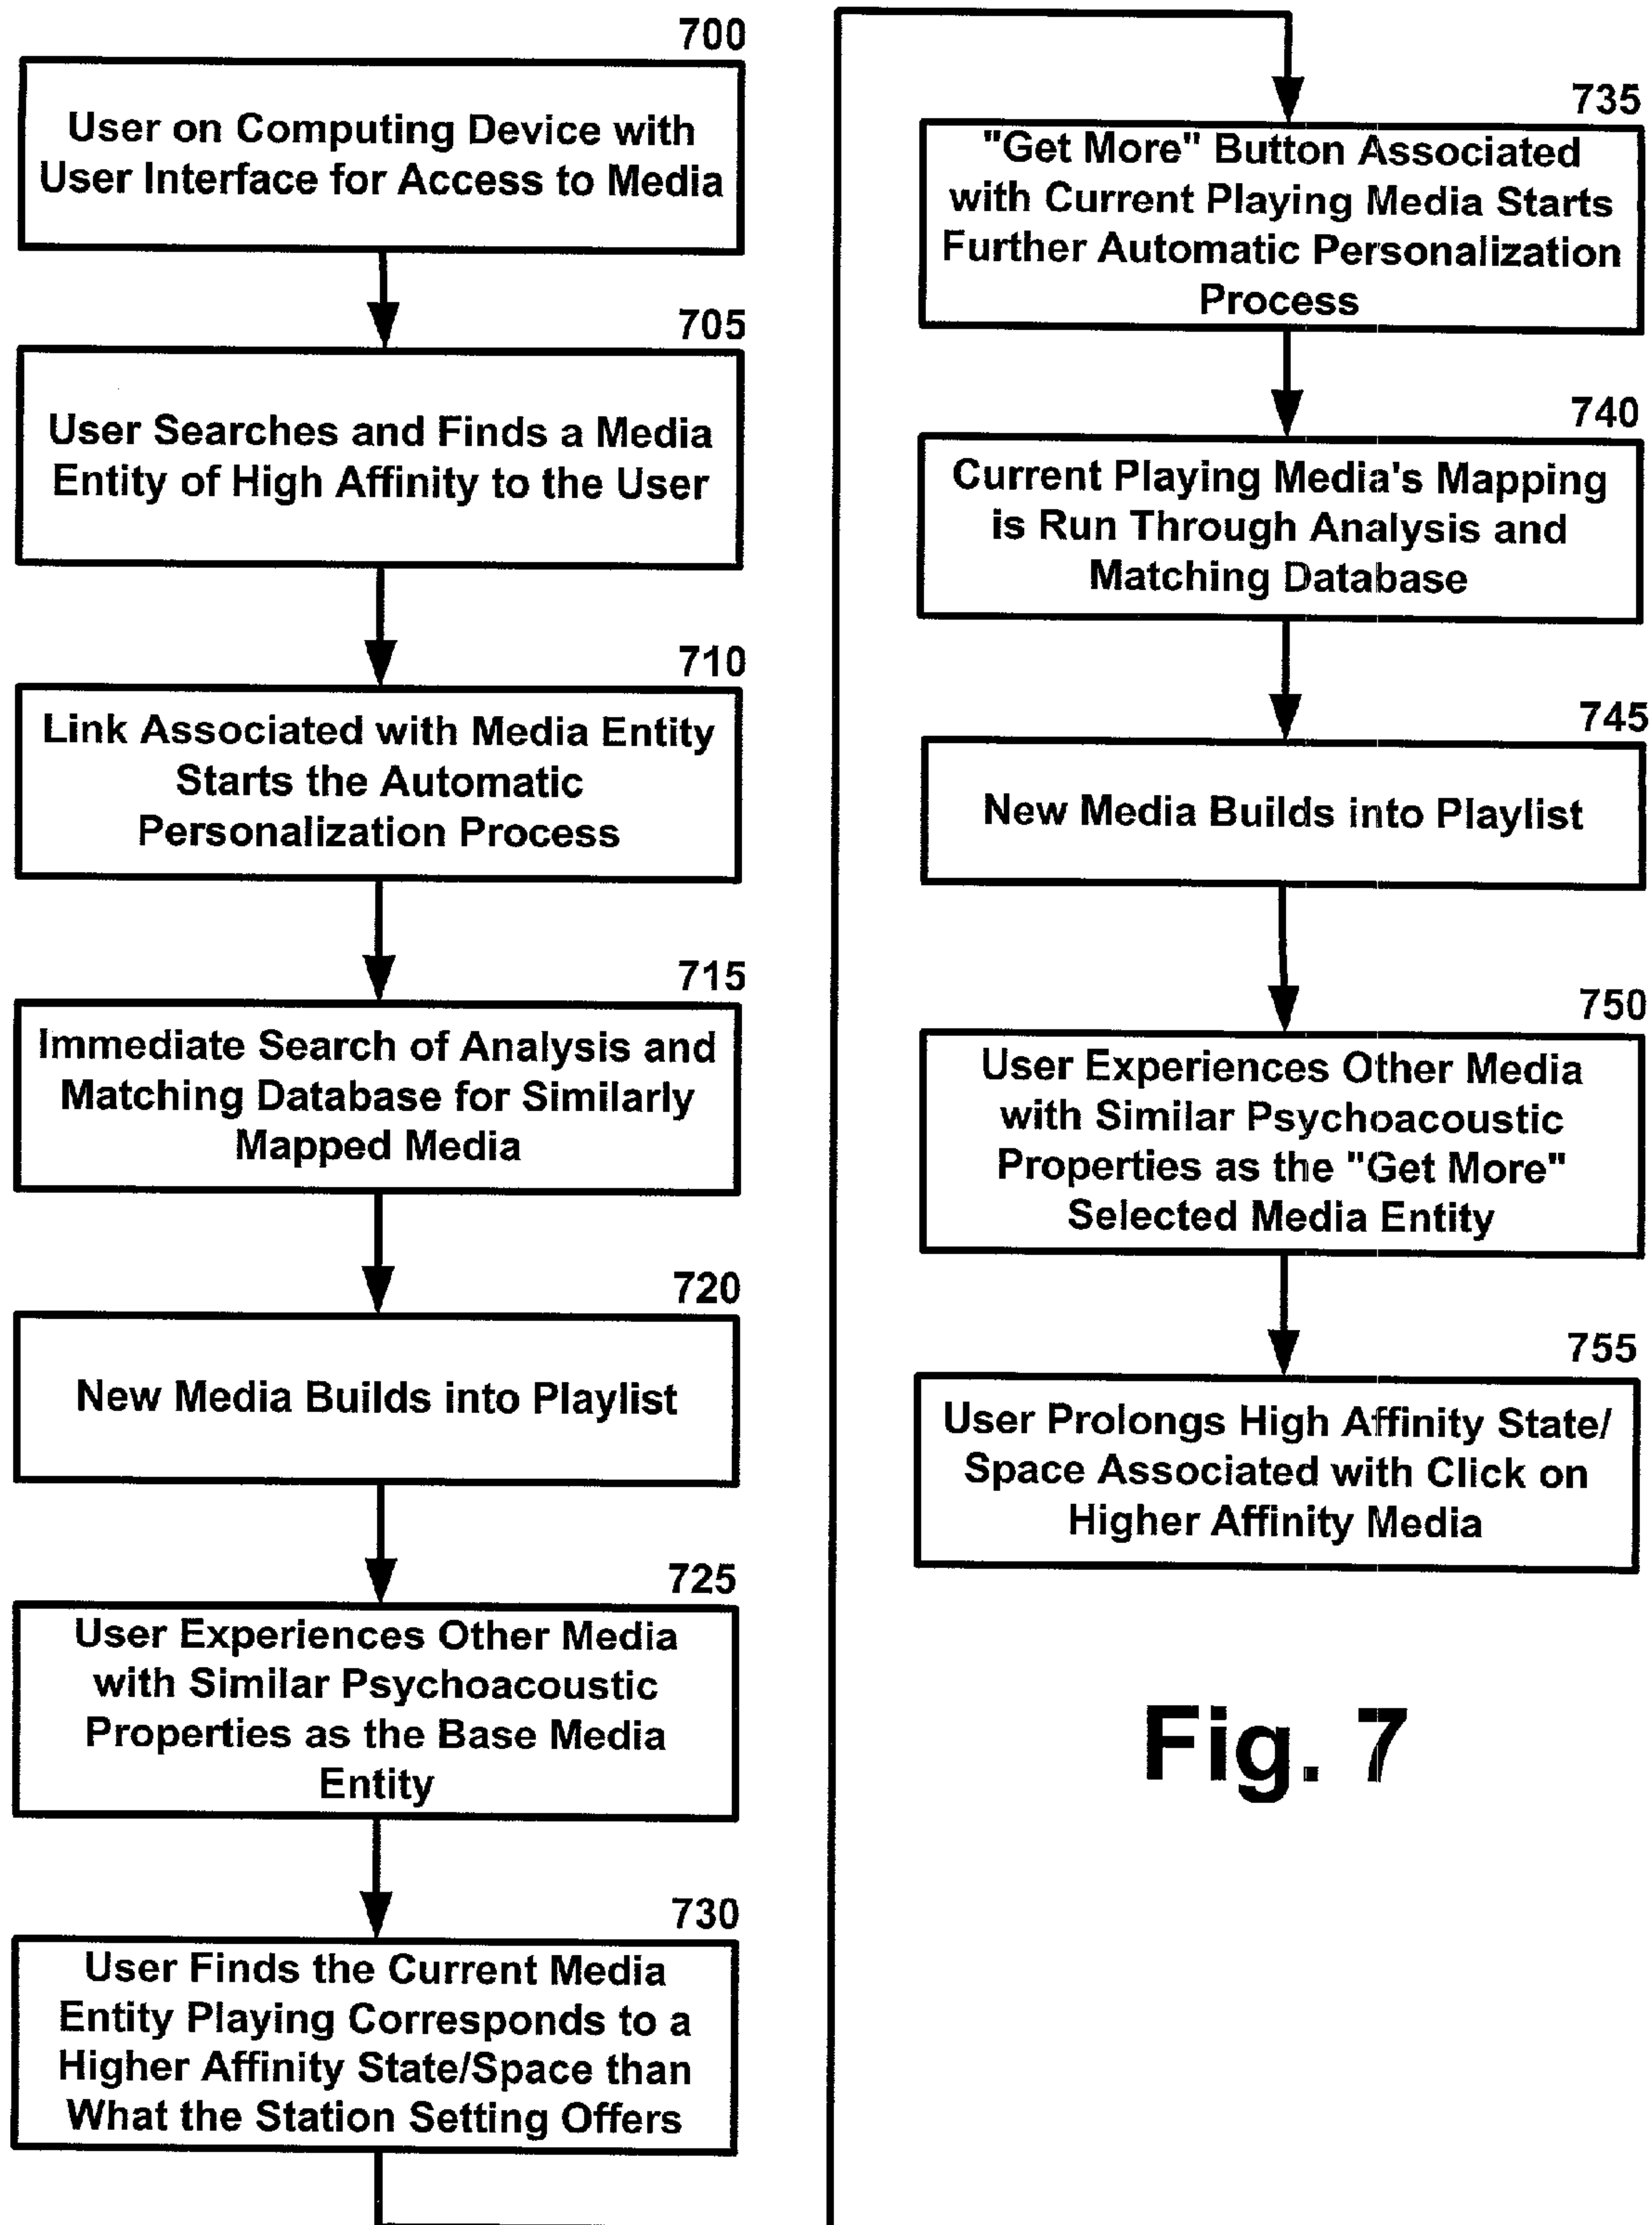 700
User on Computing Device with
User Interface for Access to Media
705
User Searches and Finds a Media
Entity of High Affinity to the User
710
Link Associated with Media Entity
Starts the Automatic
Personalization Process
715
Immediate Search of Analysis and
Matching Database for Similarly
Mapped Media
720
New Media Builds into Playlist
725
User Experiences Other Media
with Similar Psychoacoustic
Properties as the Base Media
Entity
730
User Finds the Current Media
Entity Playing Corresponds to a
Higher Affinity State/Space than
What the Station Setting Offers
735
"Get More" Button Associated
with Current Playing Media Starts
Further Automatic Personalization
Process
740
Current Playing Media's Mapping
is Run Through Analysis and
Matching Database
745
New Media Builds into Playlist
750
User Experiences Other Media
with Similar Psychoacoustic
Properties as the "Get More"
Selected Media Entity
755
User Prolongs High Affinity State/
Space Associated with Click on
Higher Affinity Media
Fig. 7